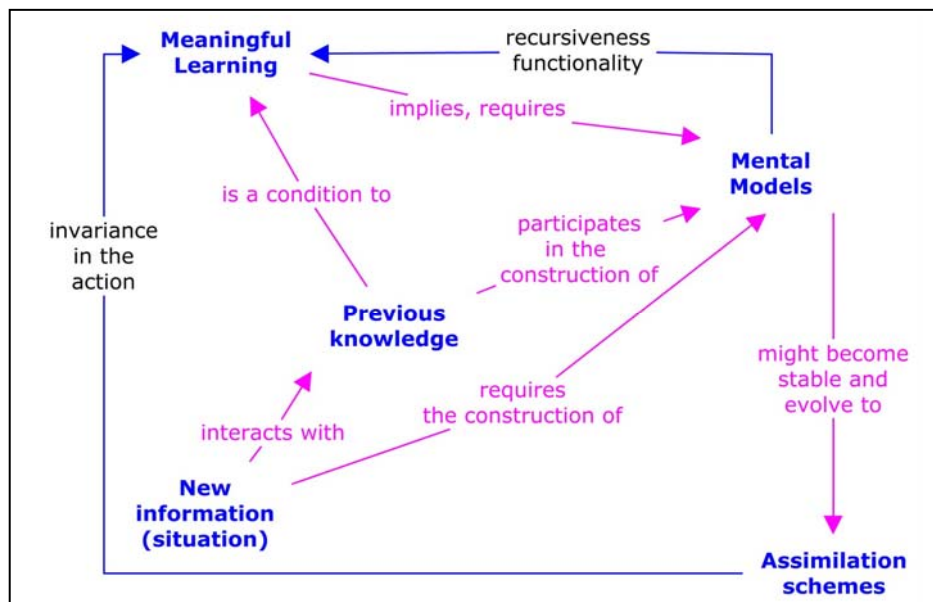 Meaningful
Learning
recursiveness
functionality
implies, requires
Mental
Models
is a condition to
invariance
in the
action
participates
in the
construction of
Previous
knowledge
might become
stable and
evolve to
requires
the construction of
interacts with
New
information
(situation)
Assimilation
schemes